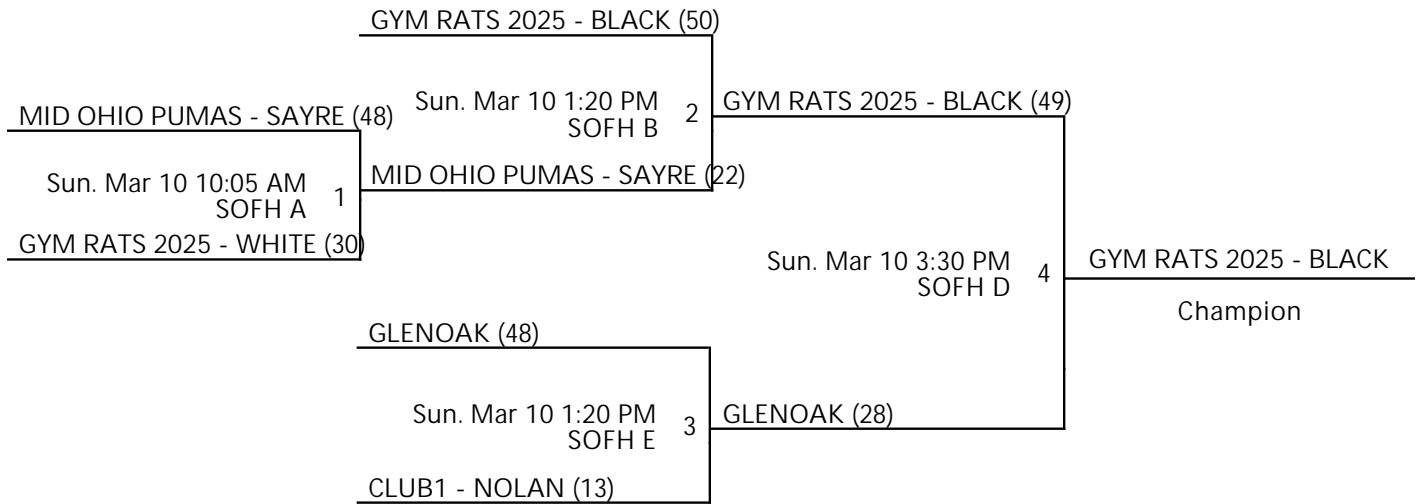 GYM RATS 2025 - BLACK (50)
MID OHIO PUMAS - SAYRE (48)
Sun. Mar 10 1:20 PM
SOFH B
2
GYM RATS 2025 - BLACK (49)
Sun. Mar 10 10:05 AM
SOFH A
1
MID OHIO PUMAS - SAYRE (22)
GYM RATS 2025 - WHITE (30)
Sun. Mar 10 3:30 PM
SOFH D
4
GYM RATS 2025 - BLACK
Champion
GLENOAK (48)
Sun. Mar 10 1:20 PM
SOFH E
3
GLENOAK (28)
CLUB1 - NOLAN (13)